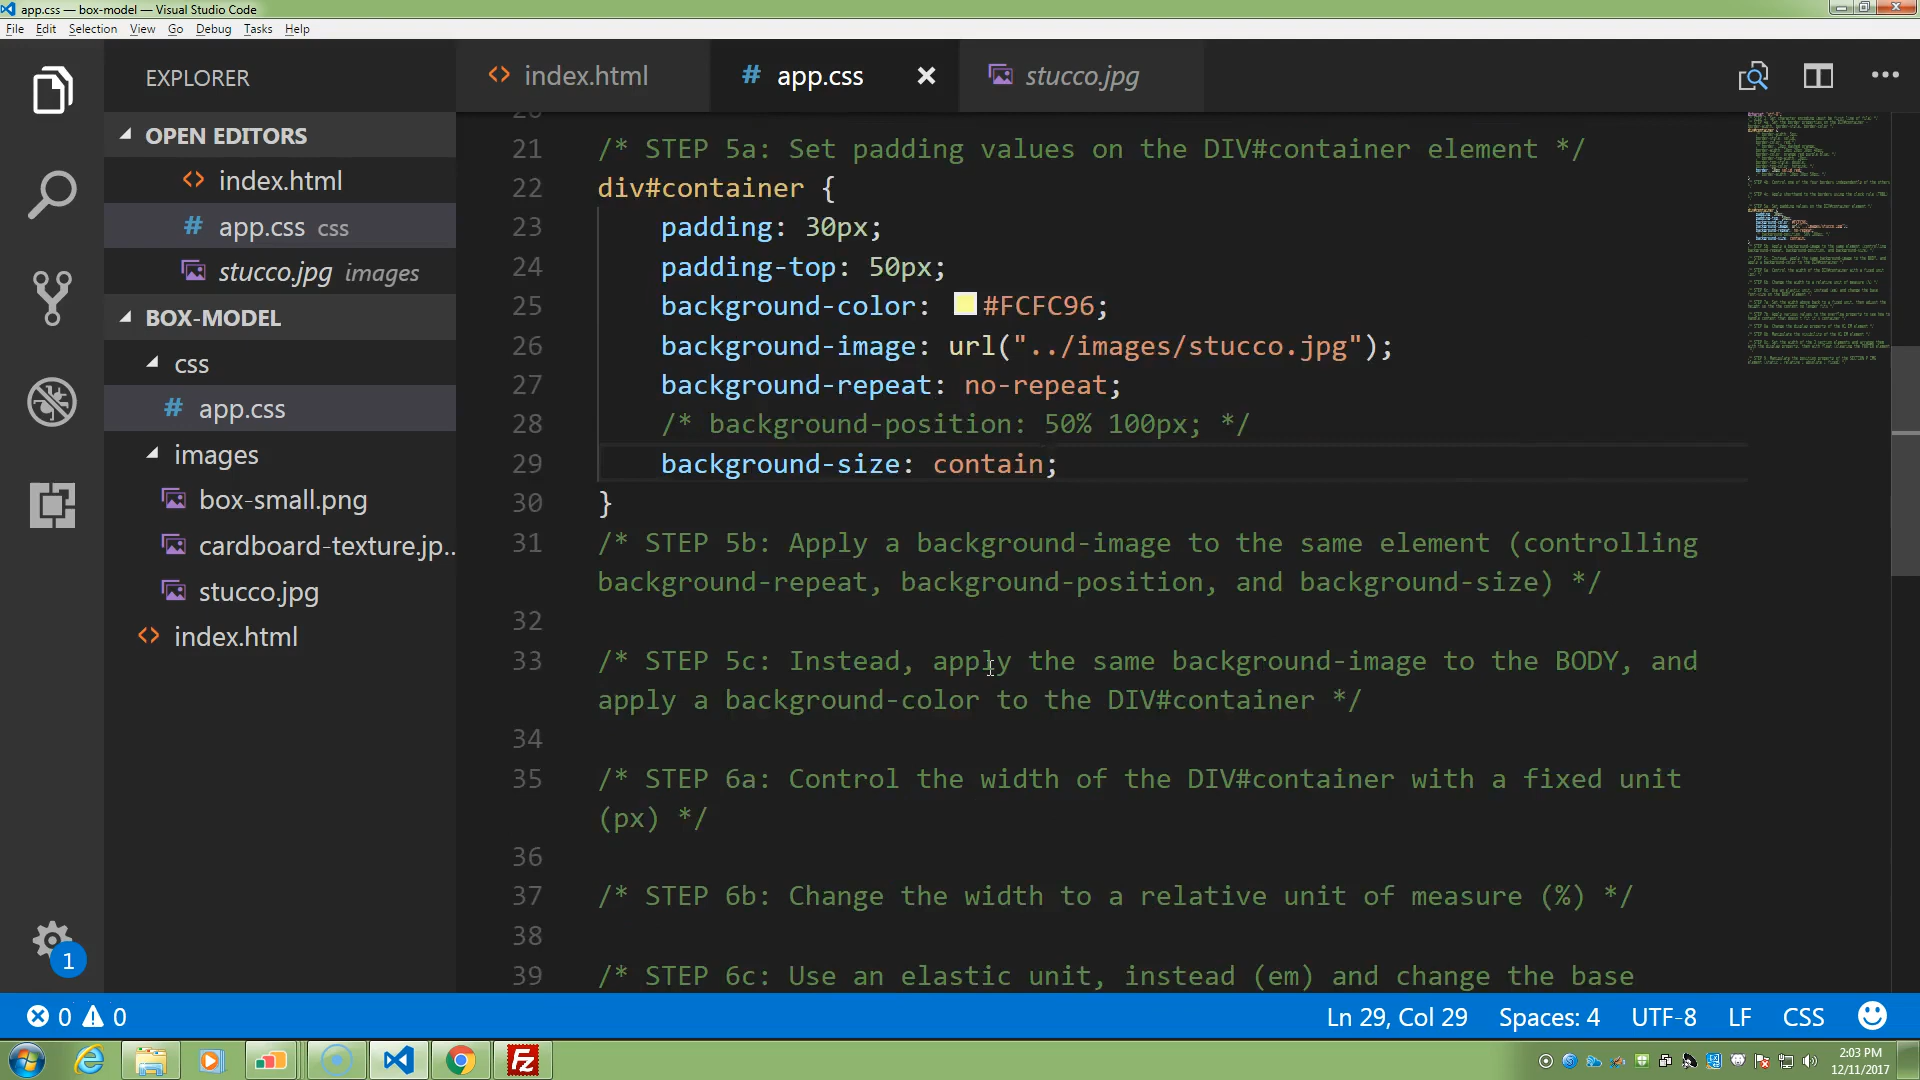 app.css — box-model — Visual Studio Code
File Edit Selection View Go Debug Tasks Help
EXPLORER
OPEN EDITORS
index.html
app.css css
stucco.jpg images
BOX-MODEL
css
app.css
images
box-small.png
cardboard-texture.jp...
stucco.jpg
index.html
1
index.html
app.css
stucco.jpg
21 /* STEP 5a: Set padding values on the DIV#container element */
22 div#container {
23 padding: 30px;
24 padding-top: 50px;
25 background-color: #FCFC96;
26 background-image: url("../images/stucco.jpg");
27 background-repeat: no-repeat;
28 /* background-position: 50% 100px; */
29 background-size: contain;
30 }
31 /* STEP 5b: Apply a background-image to the same element (controlling
background-repeat, background-position, and background-size) */
32
33 /* STEP 5c: Instead, apply the same background-image to the BODY, and
apply a background-color to the DIV#container */
34
35 /* STEP 6a: Control the width of the DIV#container with a fixed unit
(px) */
36
37 /* STEP 6b: Change the width to a relative unit of measure (%) */
38
39 /* STEP 6c: Use an elastic unit, instead (em) and change the base
0 0
Ln 29, Col 29 Spaces: 4 UTF-8 LF CSS
2:03 PM
12/11/2017